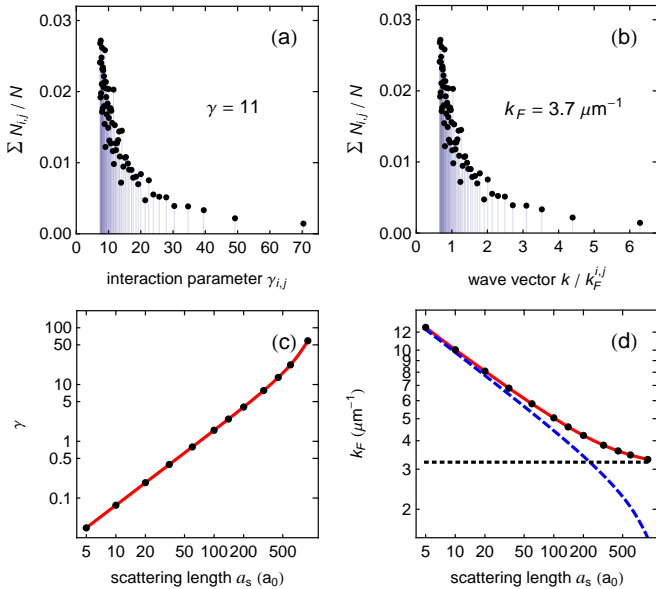 (a)
γ = 11
Σ N_{i,j} / N
0.03
0.02
0.01
0.00
0 10 20 30 40 50 60 70
interaction parameter γ_{i,j}
(b)
k_F = 3.7 μm⁻¹
Σ N_{i,j} / N
0.03
0.02
0.01
0.00
0 1 2 3 4 5 6
wave vector k / k_F^{i,j}
(c)
γ
100
50
10
5
1
0.5
0.1
5 10 20 50 100 200 500
scattering length a_s (a_0)
(d)
k_F (μm⁻¹)
12
10
9
8
7
6
5
4
3
2
5 10 20 50 100 200 500
scattering length a_s (a_0)